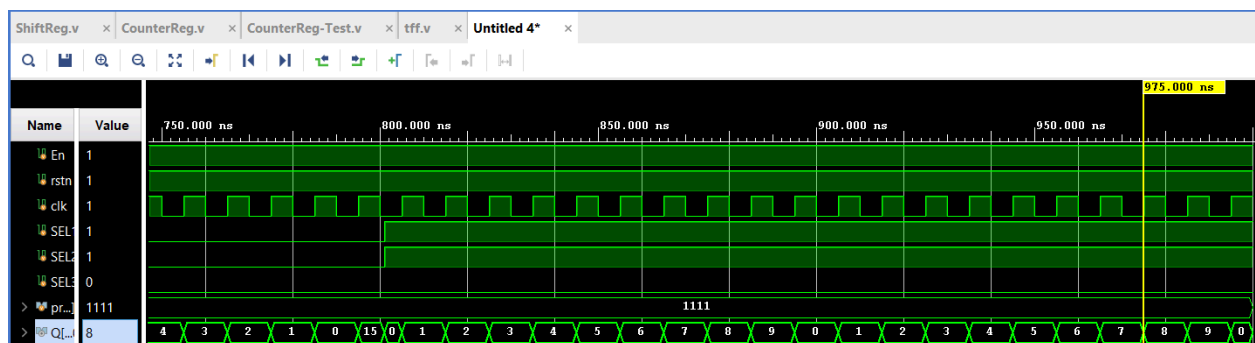 ShiftReg.v × CounterReg.v × CounterReg-Test.v × tff.v × Untitled 4* ×
975.000 ns
Name Value 750.000 ns 800.000 ns 850.000 ns 900.000 ns 950.000 ns
En 1
rstn 1
clk 1
SEL1 1
SEL2 1
SEL3 0
> pr...] 1111 1111
> Q[... 8 4 3 2 1 0 15 0 1 2 3 4 5 6 7 8 9 0 1 2 3 4 5 6 7 8 9 0